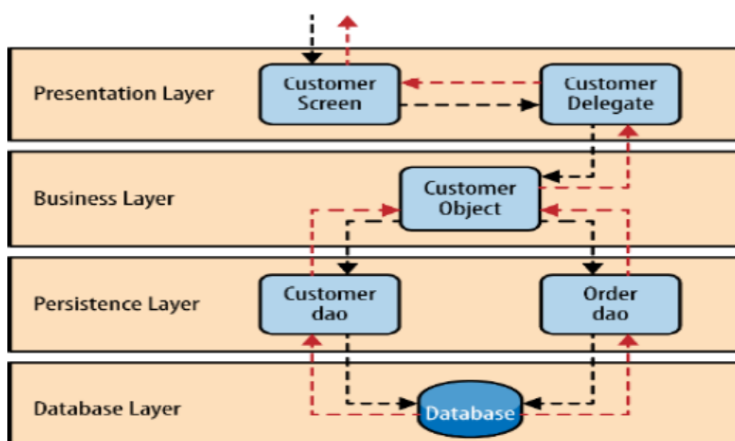 Presentation Layer
Customer
Screen
Customer
Delegate
Business Layer
Customer
Object
Persistence Layer
Customer
dao
Order
dao
Database Layer
Database